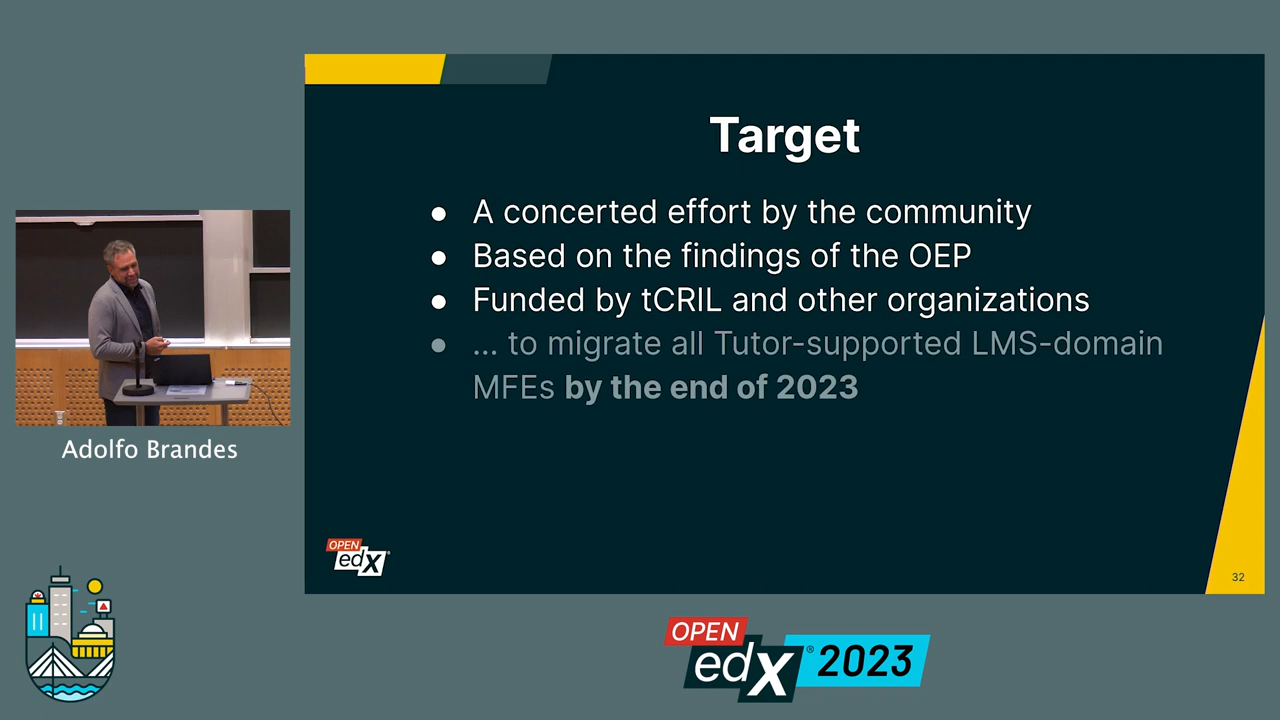 Target
● A concerted effort by the community
● Based on the findings of the OEP
● Funded by tCRIL and other organizations
● ... to migrate all Tutor-supported LMS-domain
MFEs by the end of 2023
Adolfo Brandes
OPEN
edX®
32
OPEN
edX® 2023